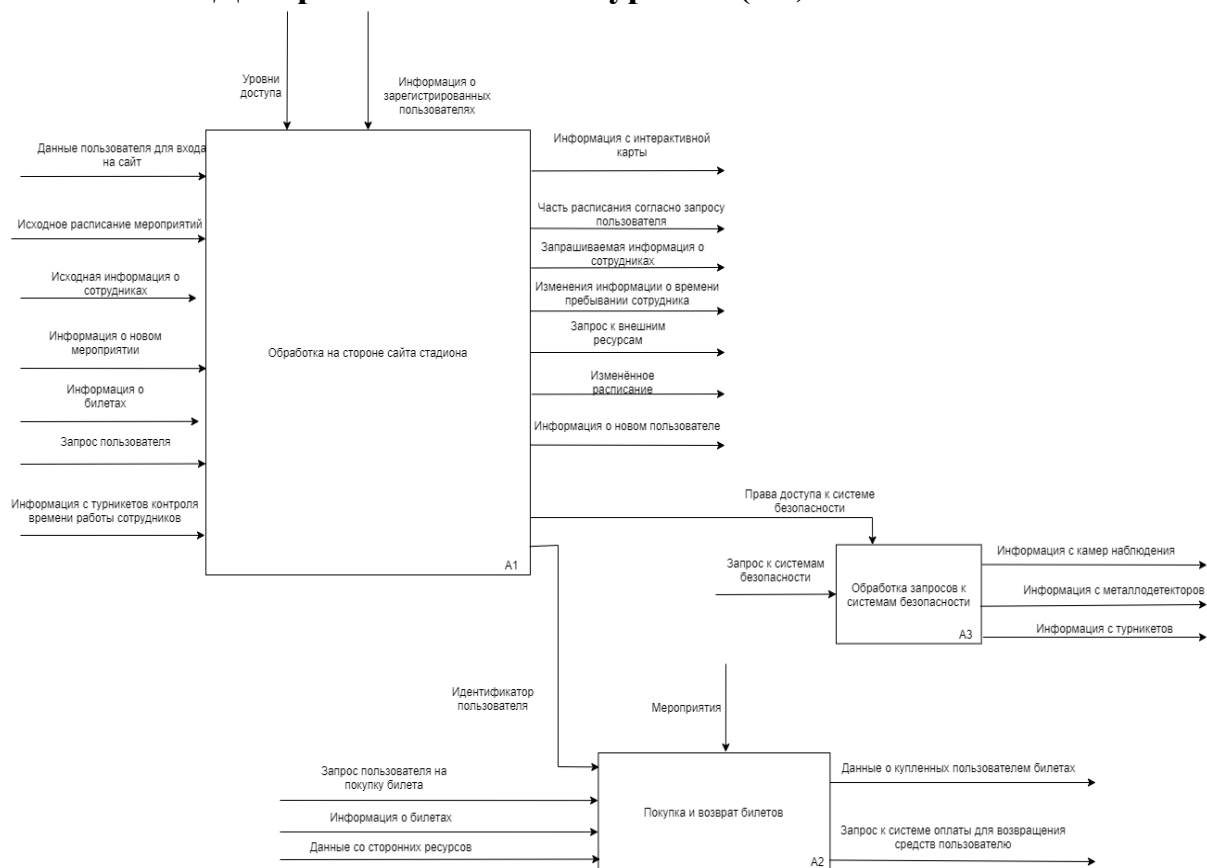 Уровни
доступа
Информация о
зарегистрированных
пользователях
Данные пользователя для входа
на сайт
Исходное расписание мероприятий
Исходная информация о
сотрудниках
Информация о новом
мероприятии
Информация о
билетах
Запрос пользователя
Информация с турникетов контроля
времени работы сотрудников
Обработка на стороне сайта стадиона
A1
Информация с интерактивной
карты
Часть расписания согласно запросу
пользователя
Запрашиваемая информация о
сотрудниках
Изменения информации о времени
пребывании сотрудника
Запрос к внешним
ресурсам
Изменённое
расписание
Информация о новом пользователе
Права доступа к системе
безопасности
Запрос к системам
безопасности
Обработка запросов к
системам безопасности
A3
Информация с камер наблюдения
Информация с металлодетекторов
Информация с турникетов
Идентификатор
пользователя
Мероприятия
Запрос пользователя на
покупку билета
Информация о билетах
Данные со сторонних ресурсов
Покупка и возврат билетов
A2
Данные о купленных пользователем билетах
Запрос к системе оплаты для возвращения
средств пользователю